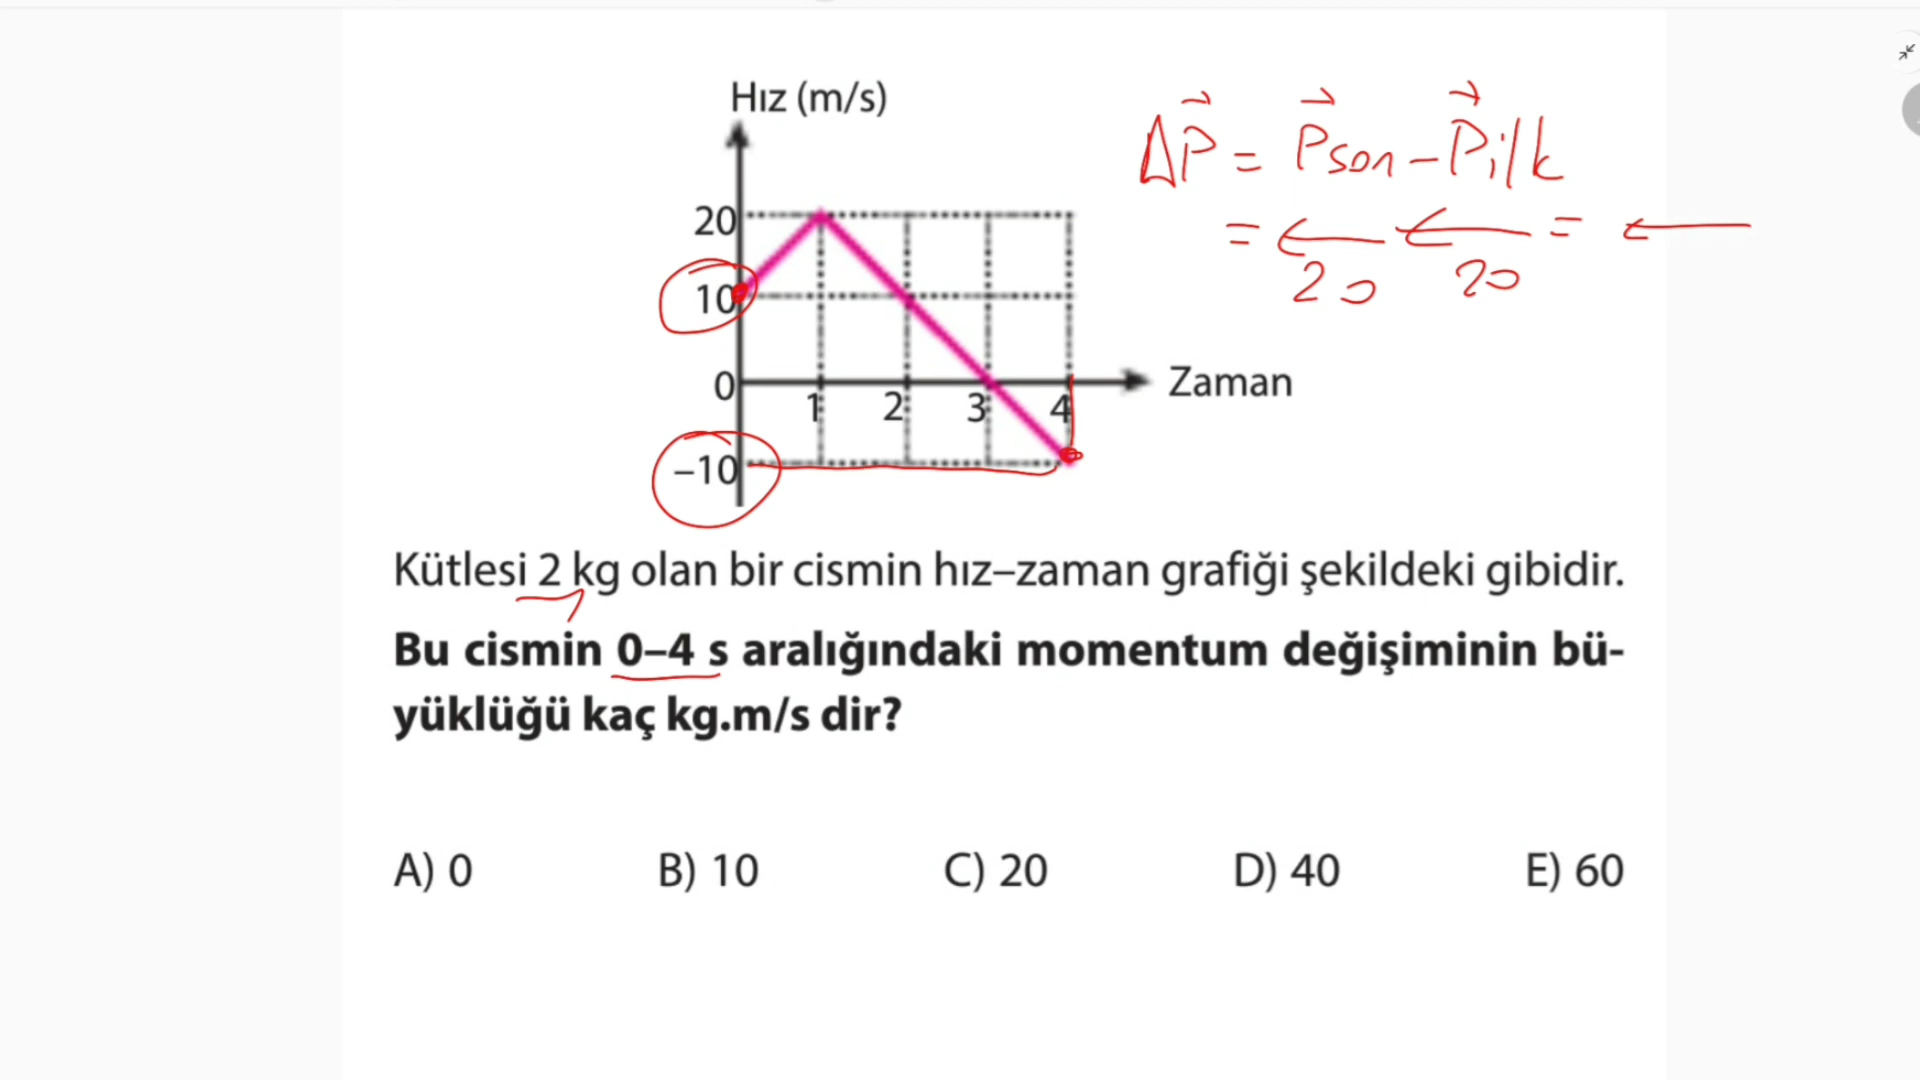 Hız (m/s)
20
10
0
–10
1 2 3 4
Zaman
ΔP = Pson – Pilk
= 20 20 =
Kütlesi 2 kg olan bir cismin hız–zaman grafiği şekildeki gibidir.
Bu cismin 0–4 s aralığındaki momentum değişiminin bü-
yüklüğü kaç kg.m/s dir?
A) 0 B) 10 C) 20 D) 40 E) 60